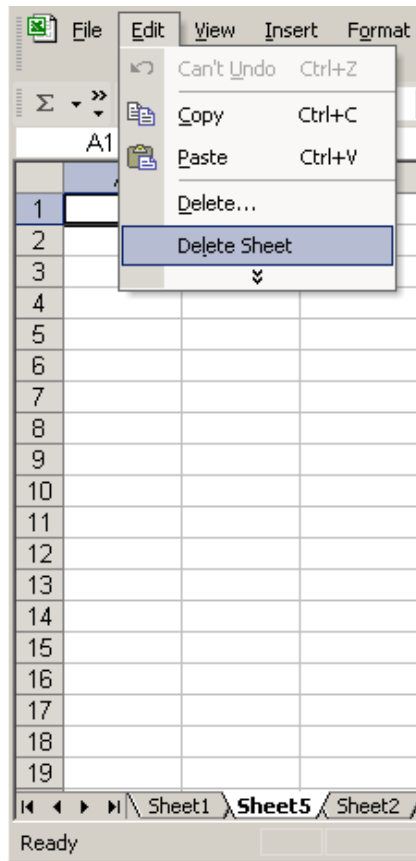 File Edit View Insert Format
Can't Undo Ctrl+Z
Σ
Copy Ctrl+C
A1
Paste Ctrl+V
Delete...
1
2
Delete Sheet
3
4
5
6
7
8
9
10
11
12
13
14
15
16
17
18
19
Sheet1 Sheet5 Sheet2
Ready